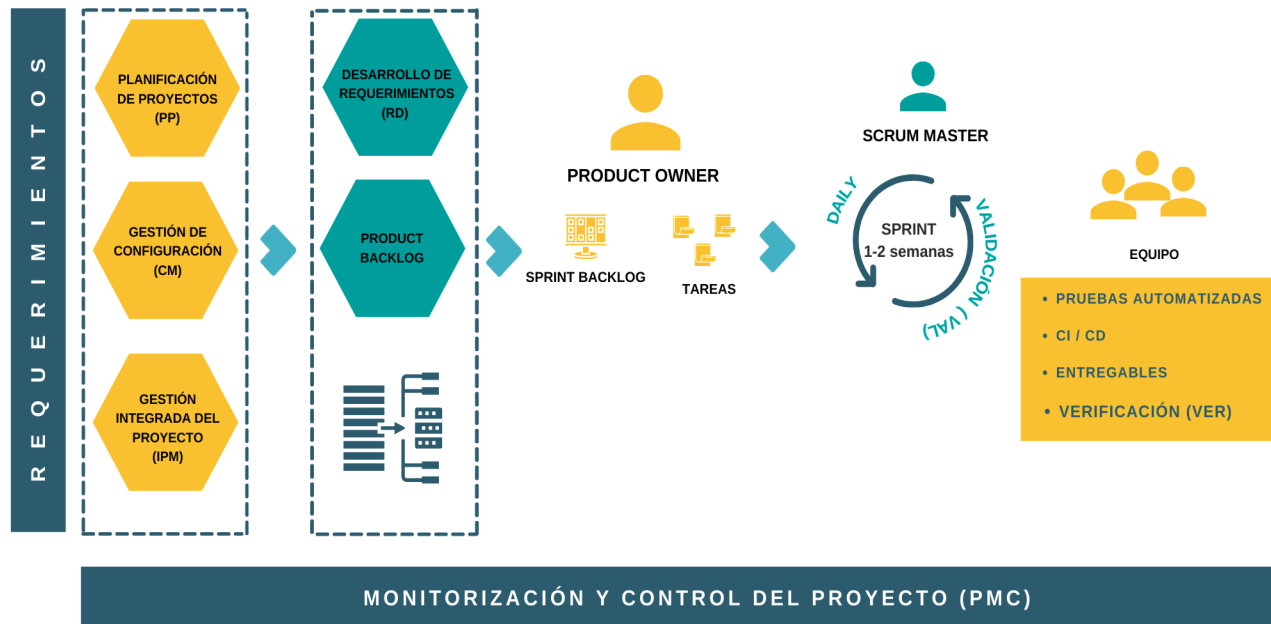 REQUERIMIENTOS
PLANIFICACIÓN
DE PROYECTOS
(PP)
GESTIÓN DE
CONFIGURACIÓN
(CM)
GESTIÓN
INTEGRADA DEL
PROYECTO
(IPM)
DESARROLLO DE
REQUERIMIENTOS
(RD)
PRODUCT
BACKLOG
PRODUCT OWNER
SPRINT BACKLOG
TAREAS
SCRUM MASTER
DAILY
SPRINT
1-2 semanas
VALIDACIÓN ( VAL)
EQUIPO
• PRUEBAS AUTOMATIZADAS
• CI / CD
• ENTREGABLES
• VERIFICACIÓN (VER)
MONITORIZACIÓN Y CONTROL DEL PROYECTO (PMC)